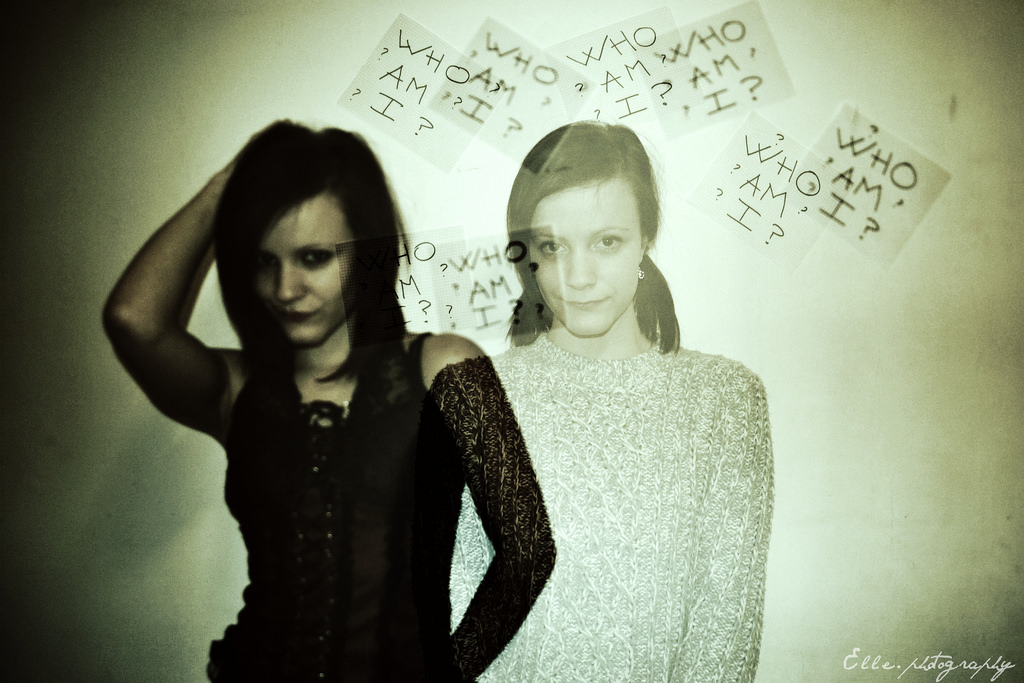 ? WHO
AM ?
? I ?
WHO
? AM ,
? I ?
WHO
? AM ?
? I ?
WHO
, AM ,
? I ?
?
WHO
? AM ?
? I ?
?
WHO
, AM ,
? I ?
WHO
? AM ?
I ?
? WHO ,
, AM ,
? I ?
Elle.photography